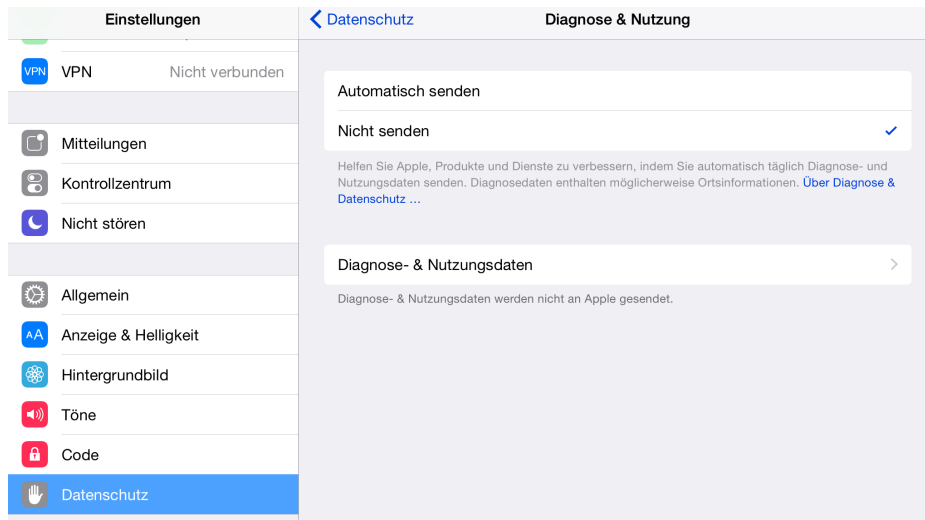 Einstellungen
VPN VPN Nicht verbunden
Mitteilungen
Kontrollzentrum
Nicht stören
Allgemein
AA Anzeige & Helligkeit
Hintergrundbild
Töne
Code
Datenschutz
Datenschutz Diagnose & Nutzung
Automatisch senden
Nicht senden
Helfen Sie Apple, Produkte und Dienste zu verbessern, indem Sie automatisch täglich Diagnose- und
Nutzungsdaten senden. Diagnosedaten enthalten möglicherweise Ortsinformationen. Über Diagnose &
Datenschutz …
Diagnose- & Nutzungsdaten
Diagnose- & Nutzungsdaten werden nicht an Apple gesendet.